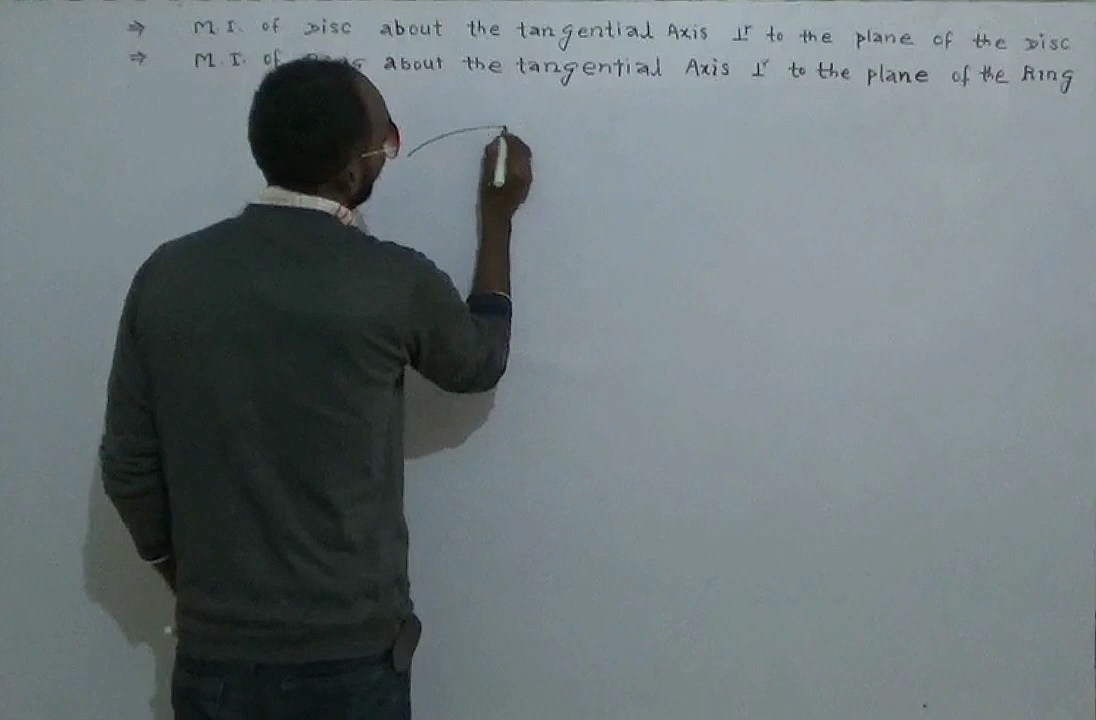 ⇒ M.I. of Disc about the tangential Axis ⊥r to the plane of the Disc
⇒ M.I. of about the tangential Axis ⊥r to the plane of the Ring